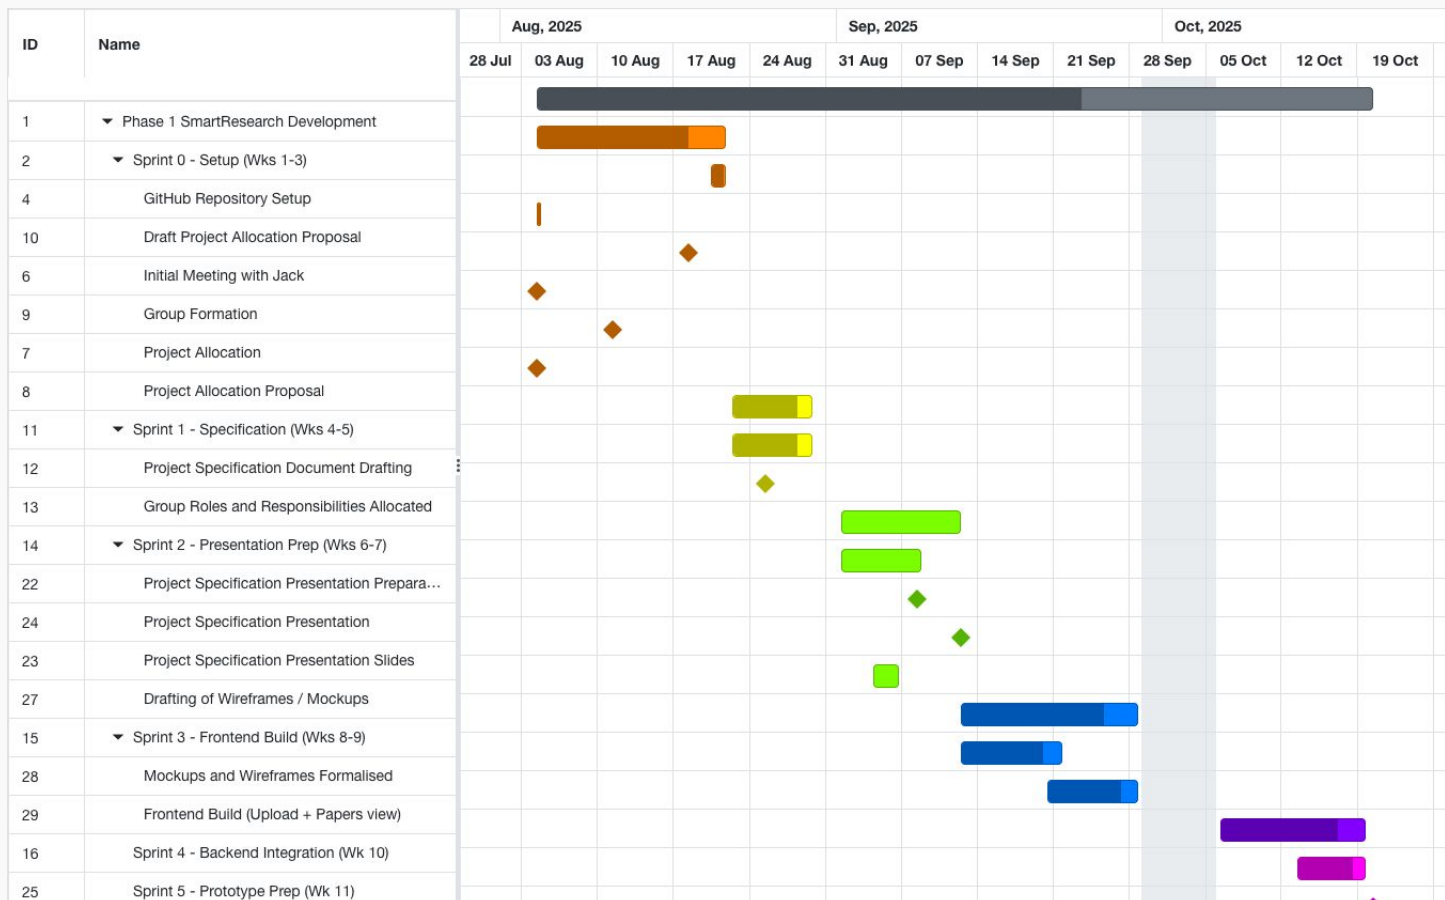 ID Name
Aug, 2025 Sep, 2025 Oct, 2025
28 Jul 03 Aug 10 Aug 17 Aug 24 Aug 31 Aug 07 Sep 14 Sep 21 Sep 28 Sep 05 Oct 12 Oct 19 Oct
1 Phase 1 SmartResearch Development
2 Sprint 0 - Setup (Wks 1-3)
4 GitHub Repository Setup
10 Draft Project Allocation Proposal
6 Initial Meeting with Jack
9 Group Formation
7 Project Allocation
8 Project Allocation Proposal
11 Sprint 1 - Specification (Wks 4-5)
12 Project Specification Document Drafting
13 Group Roles and Responsibilities Allocated
14 Sprint 2 - Presentation Prep (Wks 6-7)
22 Project Specification Presentation Prepara...
24 Project Specification Presentation
23 Project Specification Presentation Slides
27 Drafting of Wireframes / Mockups
15 Sprint 3 - Frontend Build (Wks 8-9)
28 Mockups and Wireframes Formalised
29 Frontend Build (Upload + Papers view)
16 Sprint 4 - Backend Integration (Wk 10)
25 Sprint 5 - Prototype Prep (Wk 11)